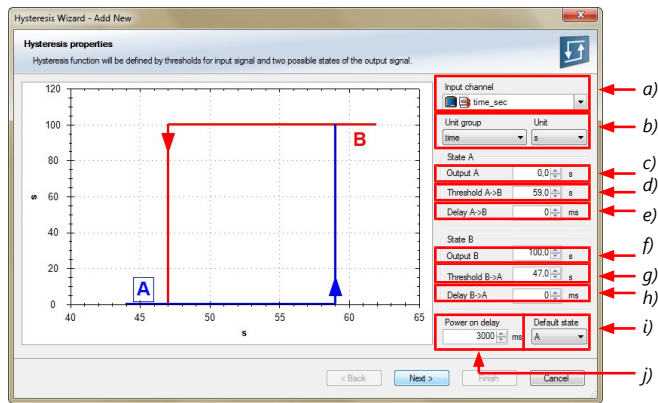 Hysteresis Wizard - Add New
Hysteresis properties
Hysteresis function will be defined by thresholds for input signal and two possible states of the output signal.
120
100
80
60
40
20
0
s
40
45
50
55
60
65
s
A
B
Input channel
time_sec
a)
Unit group
Unit
time
s
b)
State A
Output A
0,0
s
c)
Threshold A->B
59,0
s
d)
Delay A->B
0
ms
e)
State B
Output B
100,0
s
f)
Threshold B->A
47,0
s
g)
Delay B->A
0
ms
h)
Power on delay
3000
ms
Default state
A
i)
j)
< Back
Next >
Finish
Cancel